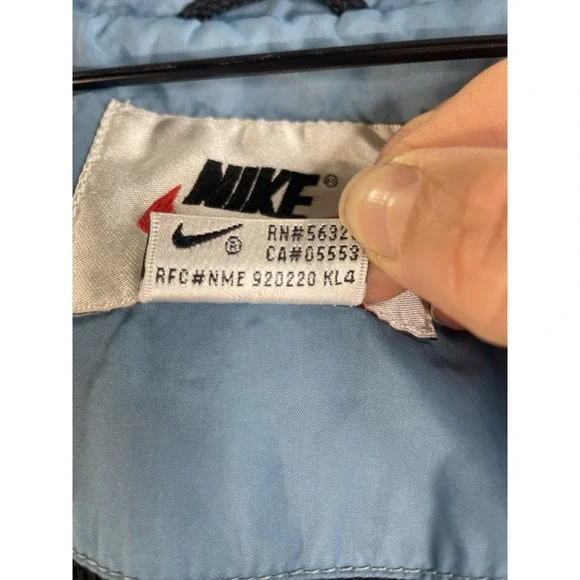 NIKE®
®
RN#5632
CA#05553
RFC#NME 920220 KL4